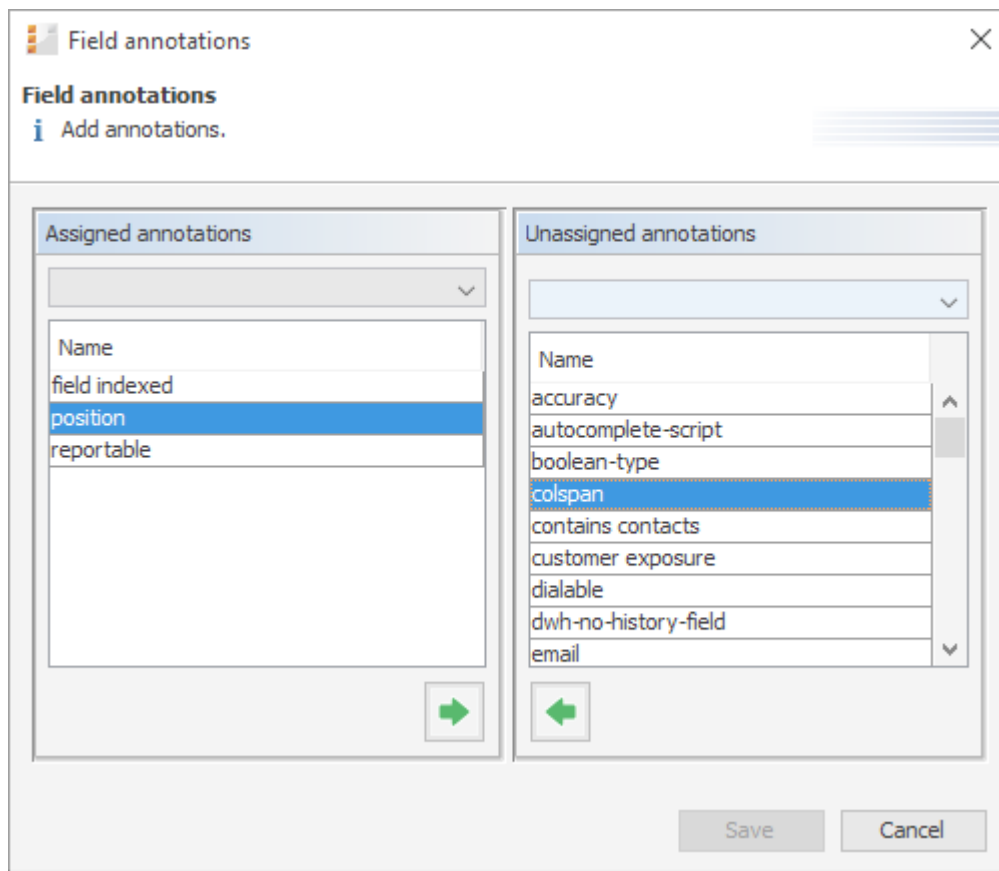 Field annotations
Field annotations
Add annotations.
Assigned annotations
Name
field indexed
position
reportable
Unassigned annotations
Name
accuracy
autocomplete-script
boolean-type
colspan
contains contacts
customer exposure
dialable
dwh-no-history-field
email
Save
Cancel